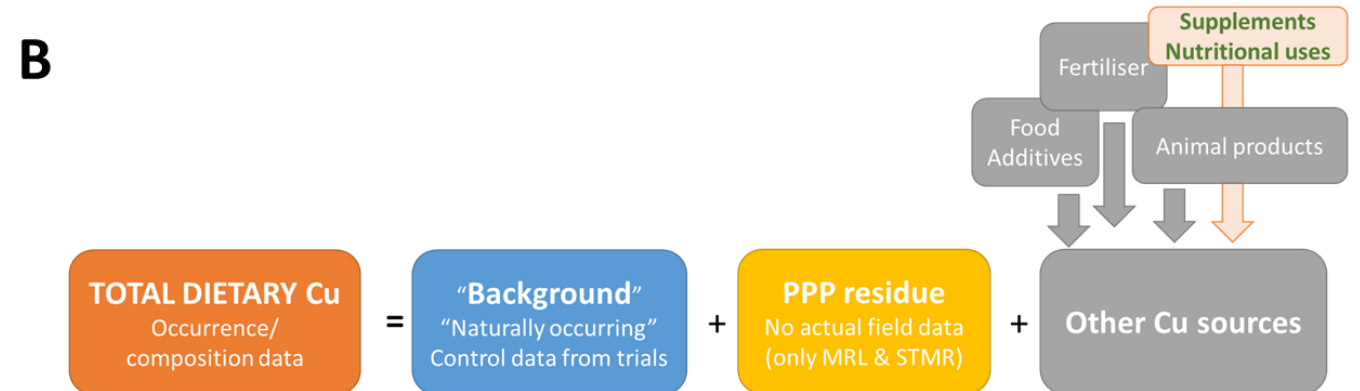 B
Supplements
Nutritional uses
Fertiliser
Food
Additives
Animal products
TOTAL DIETARY Cu
Occurrence/
composition data
=
“Background”
“Naturally occurring”
Control data from trials
+
PPP residue
No actual field data
(only MRL & STMR)
+
Other Cu sources